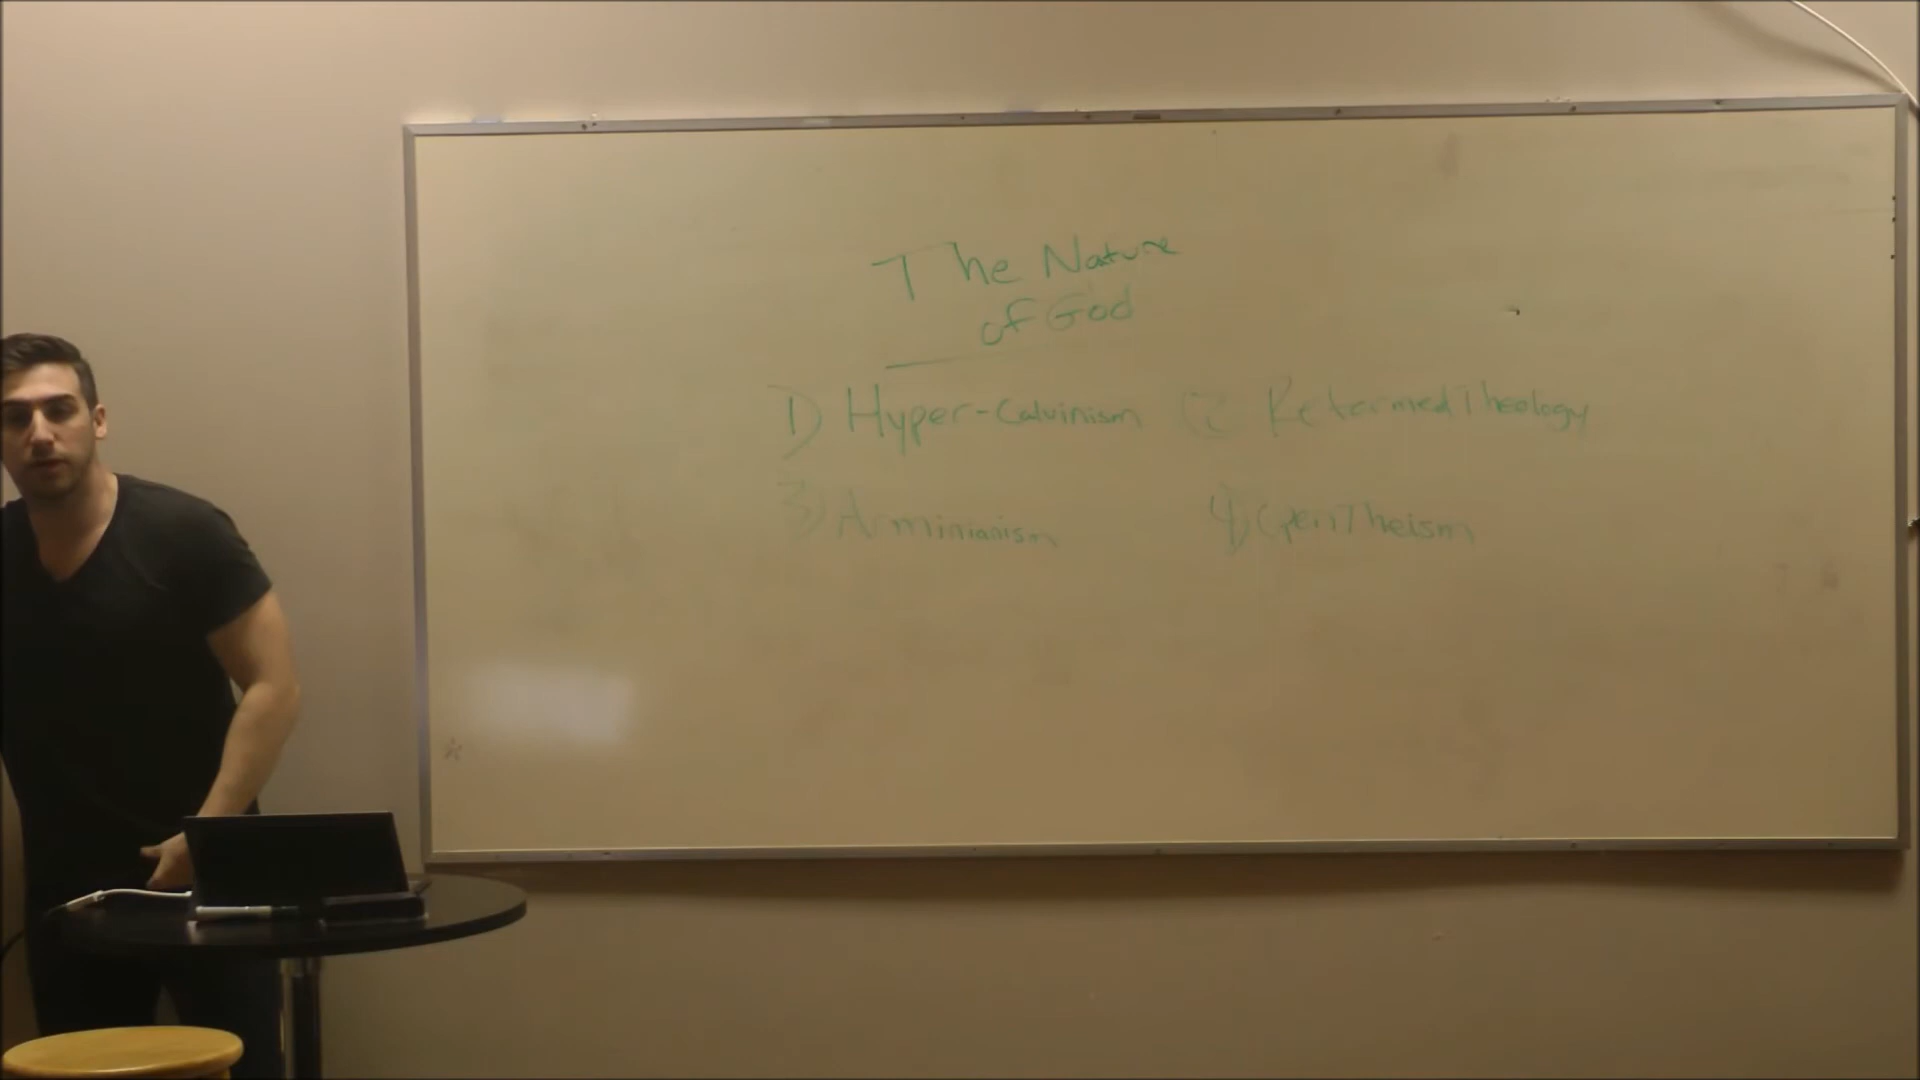 The Nature
of God
1) Hyper-Calvinism 2 Reformed Theology
3) Arminianism 4) Open Theism